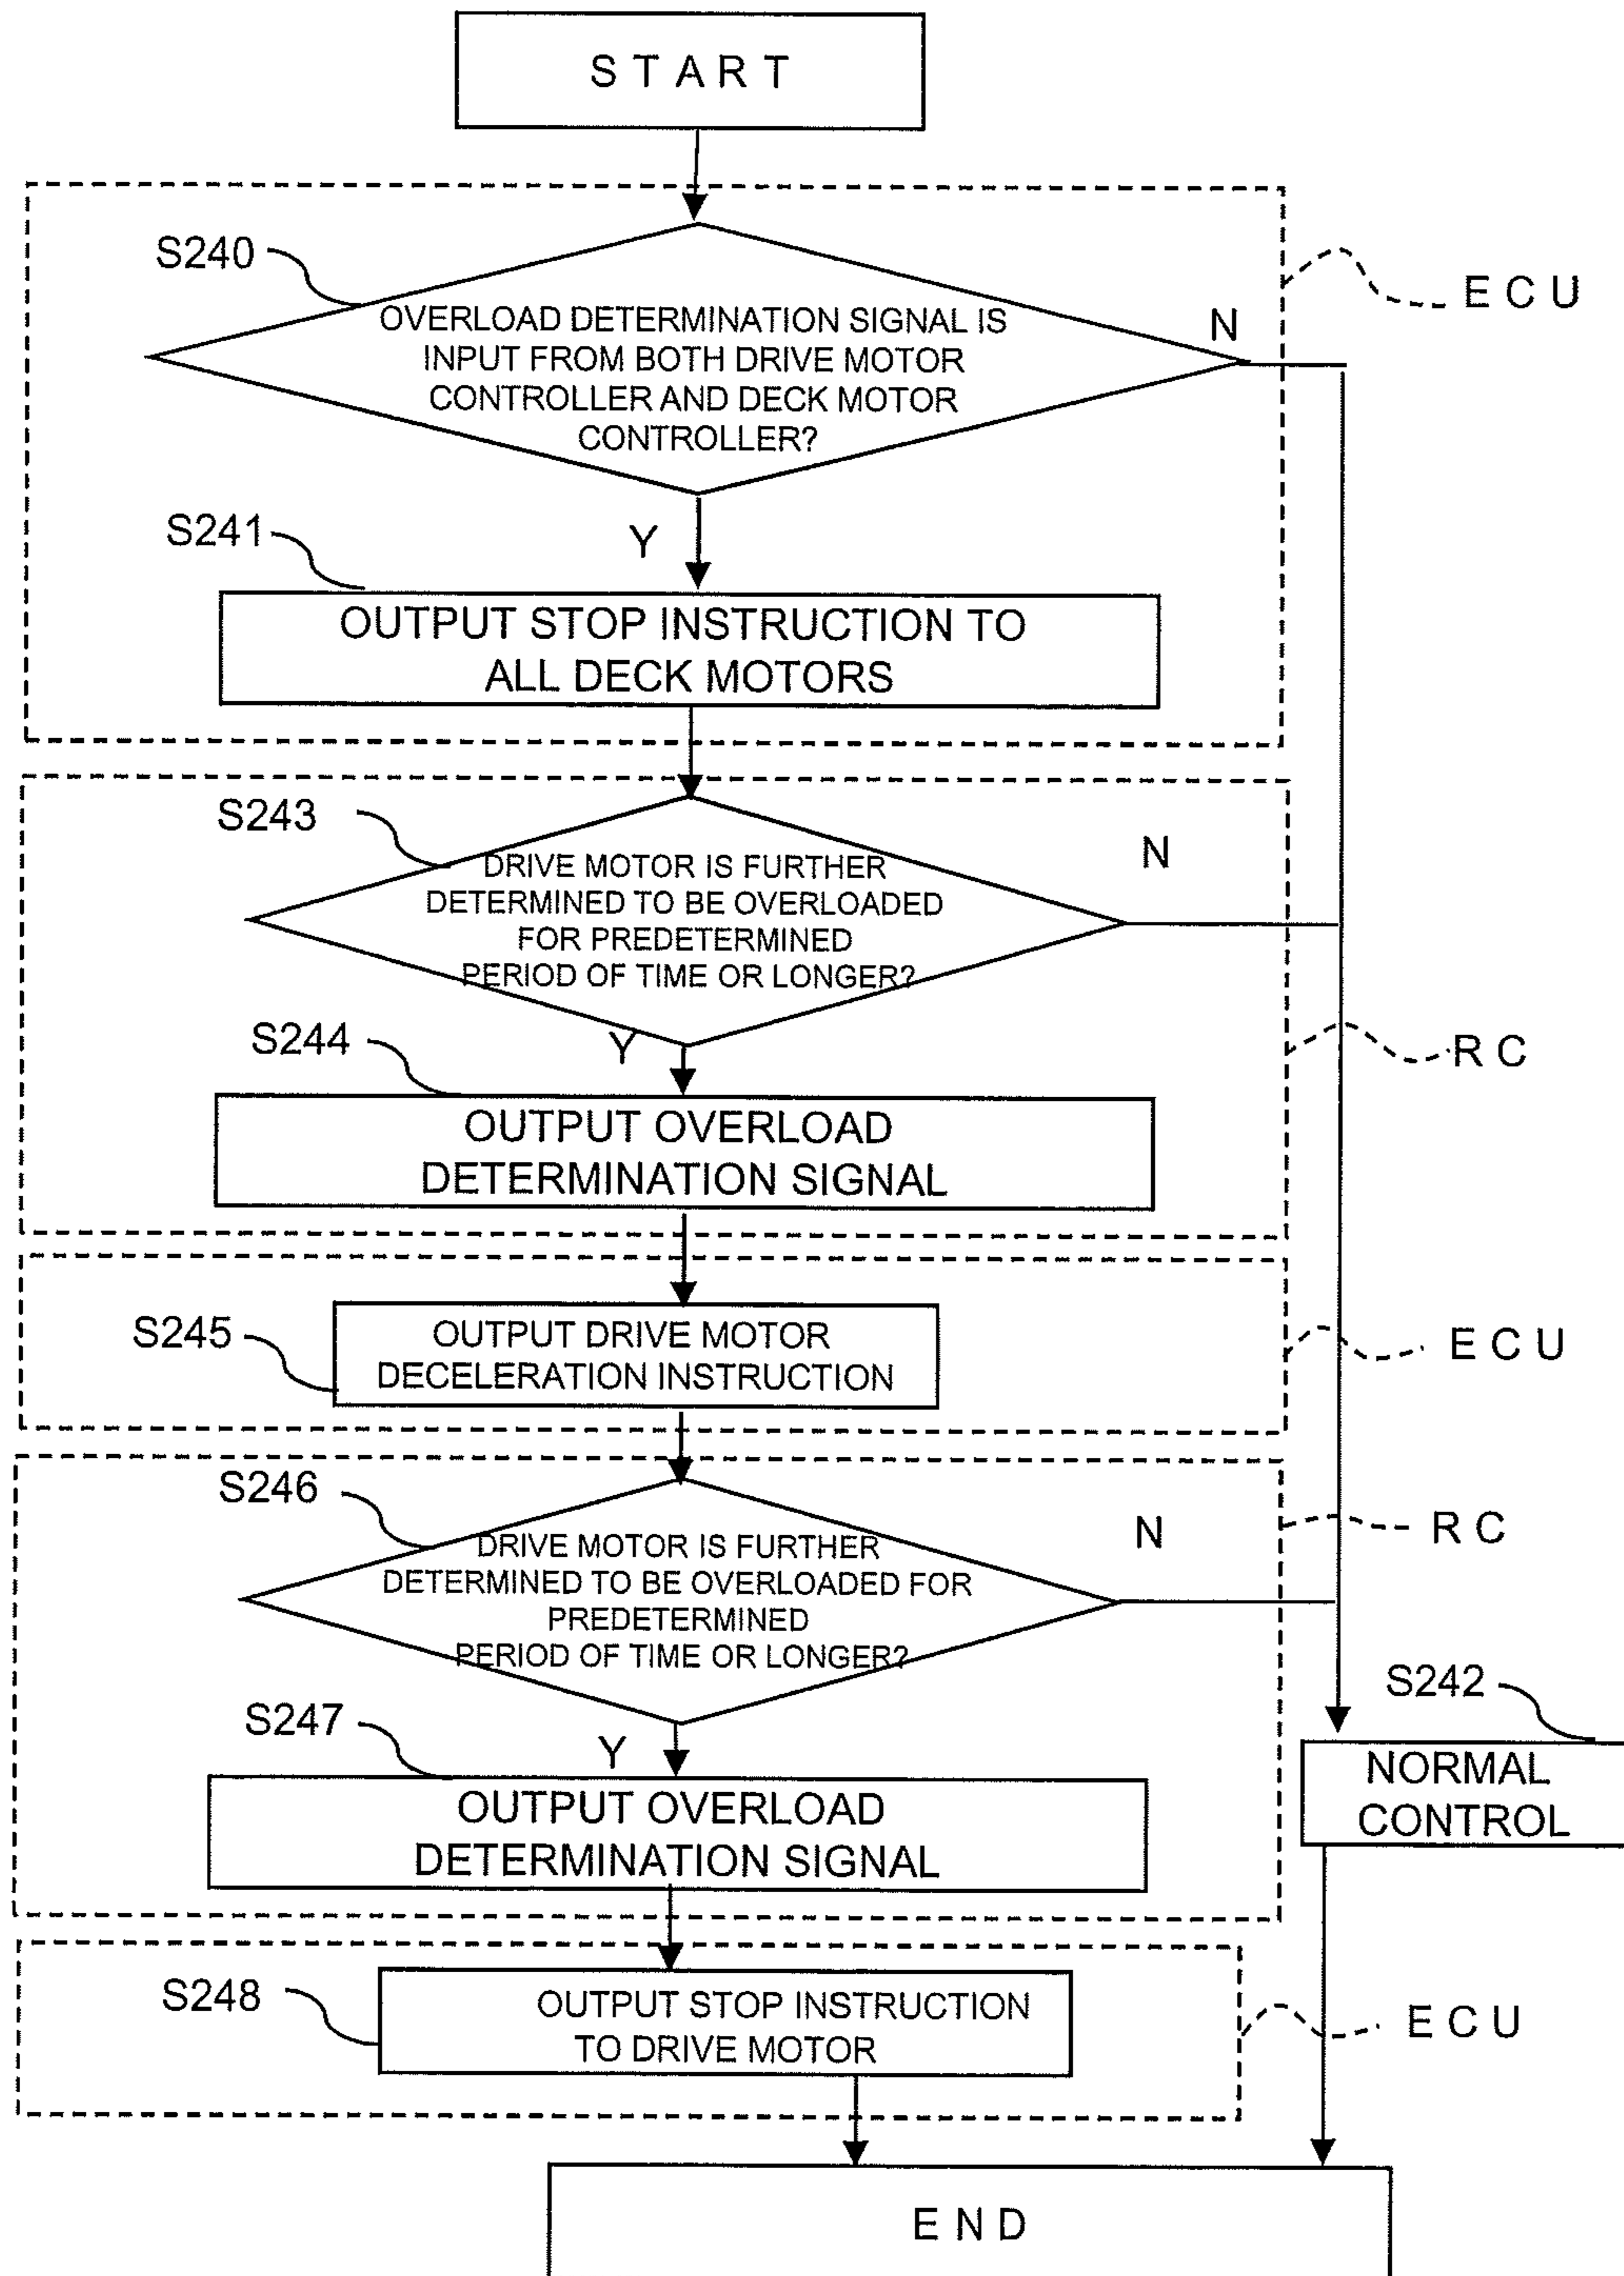 START
S240
ECU
OVERLOAD DETERMINATION SIGNAL IS
INPUT FROM BOTH DRIVE MOTOR
CONTROLLER AND DECK MOTOR
CONTROLLER?
N
Y
S241
OUTPUT STOP INSTRUCTION TO
ALL DECK MOTORS
S243
DRIVE MOTOR IS FURTHER
DETERMINED TO BE OVERLOADED
FOR PREDETERMINED
PERIOD OF TIME OR LONGER?
N
Y
RC
S244
OUTPUT OVERLOAD
DETERMINATION SIGNAL
S245
OUTPUT DRIVE MOTOR
DECELERATION INSTRUCTION
ECU
S246
DRIVE MOTOR IS FURTHER
DETERMINED TO BE OVERLOADED FOR
PREDETERMINED
PERIOD OF TIME OR LONGER?
N
RC
Y
S247
OUTPUT OVERLOAD
DETERMINATION SIGNAL
S242
NORMAL
CONTROL
S248
OUTPUT STOP INSTRUCTION
TO DRIVE MOTOR
ECU
END